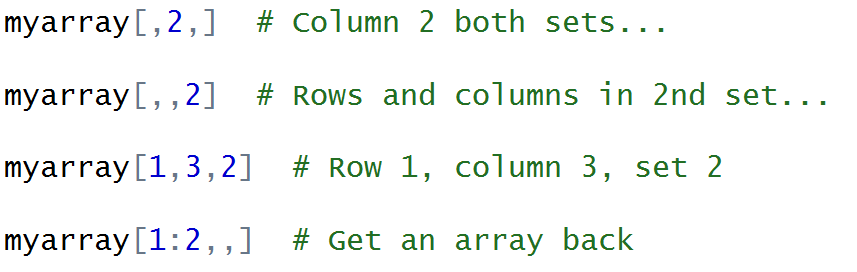 myarray[,2,]  # Column 2 both sets...
myarray[,,2]  # Rows and columns in 2nd set...
myarray[1,3,2]  # Row 1, column 3, set 2
myarray[1:2,,]  # Get an array back